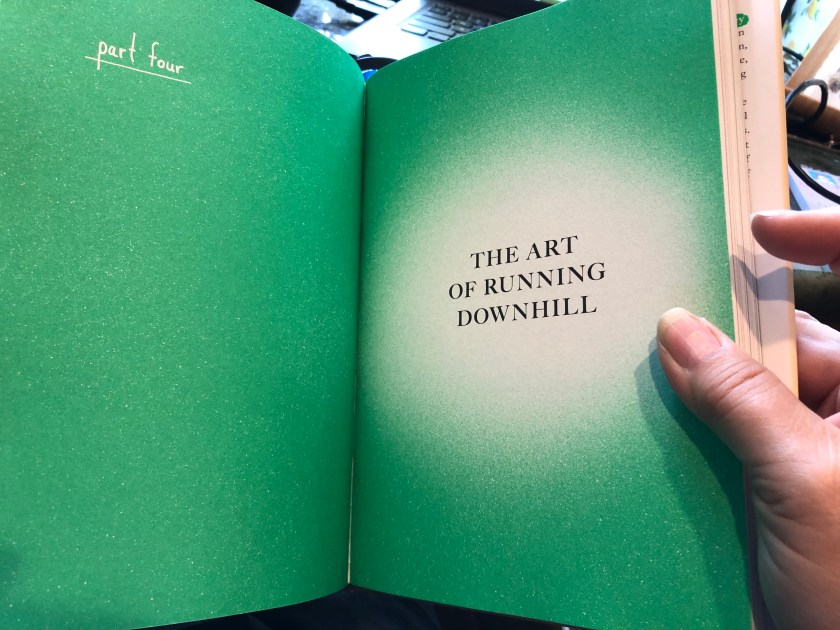 part four
THE ART
OF RUNNING
DOWNHILL